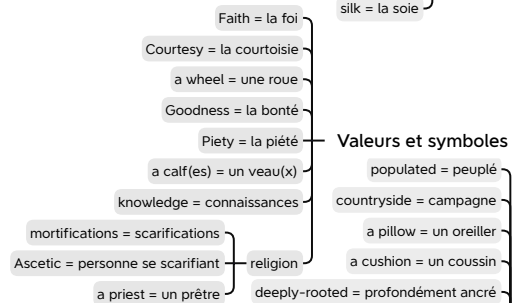 silk = la soie
Faith = la foi
Courtesy = la courtoisie
a wheel = une roue
Goodness = la bonté
Piety = la piété
a calf(es) = un veau(x)
knowledge = connaissances
mortifications = scarifications
Ascetic = personne se scarifiant
a priest = un prêtre
religion
Valeurs et symboles
populated = peuplé
countryside = campagne
a pillow = un oreiller
a cushion = un coussin
deeply-rooted = profondément ancré